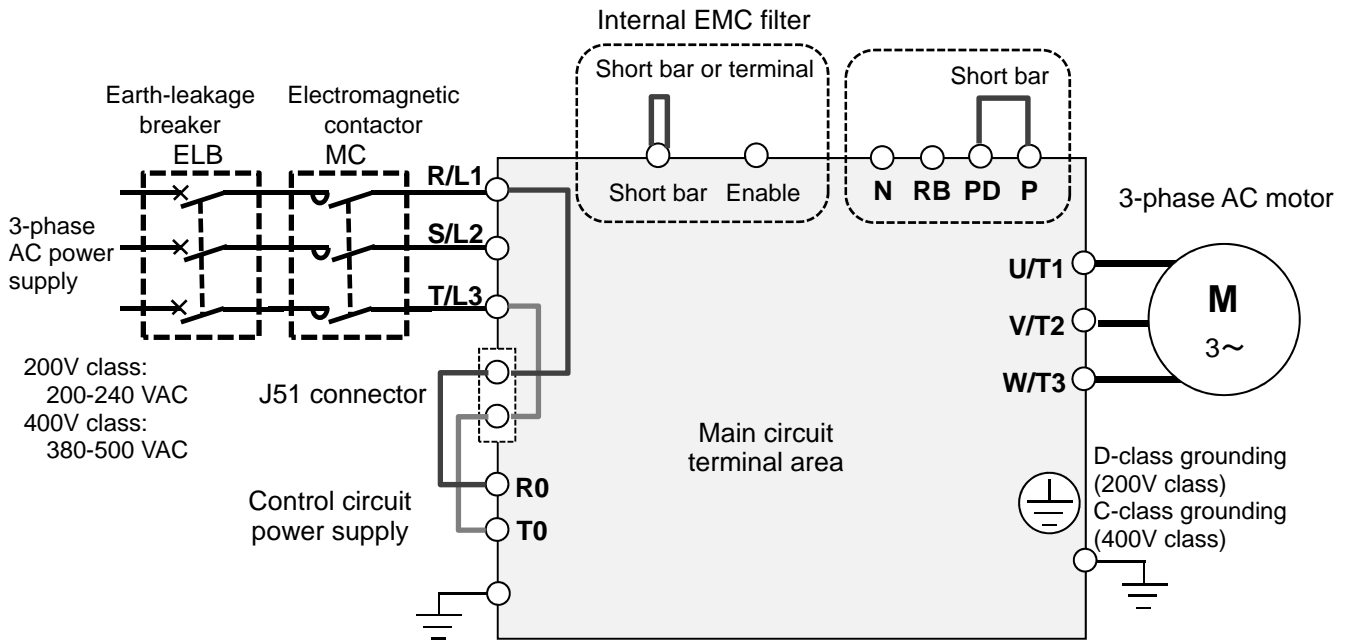 Internal EMC filter
Short bar or terminal
Short bar
Earth-leakage
breaker
ELB
Electromagnetic
contactor
MC
R/L1
Short bar
Enable
N
RB
PD
P
3-phase AC motor
3-phase
AC power
supply
S/L2
T/L3
U/T1
V/T2
W/T3
M
3～
200V class:
200-240 VAC
400V class:
380-500 VAC
J51 connector
Main circuit
terminal area
Control circuit
power supply
R0
T0
D-class grounding
(200V class)
C-class grounding
(400V class)